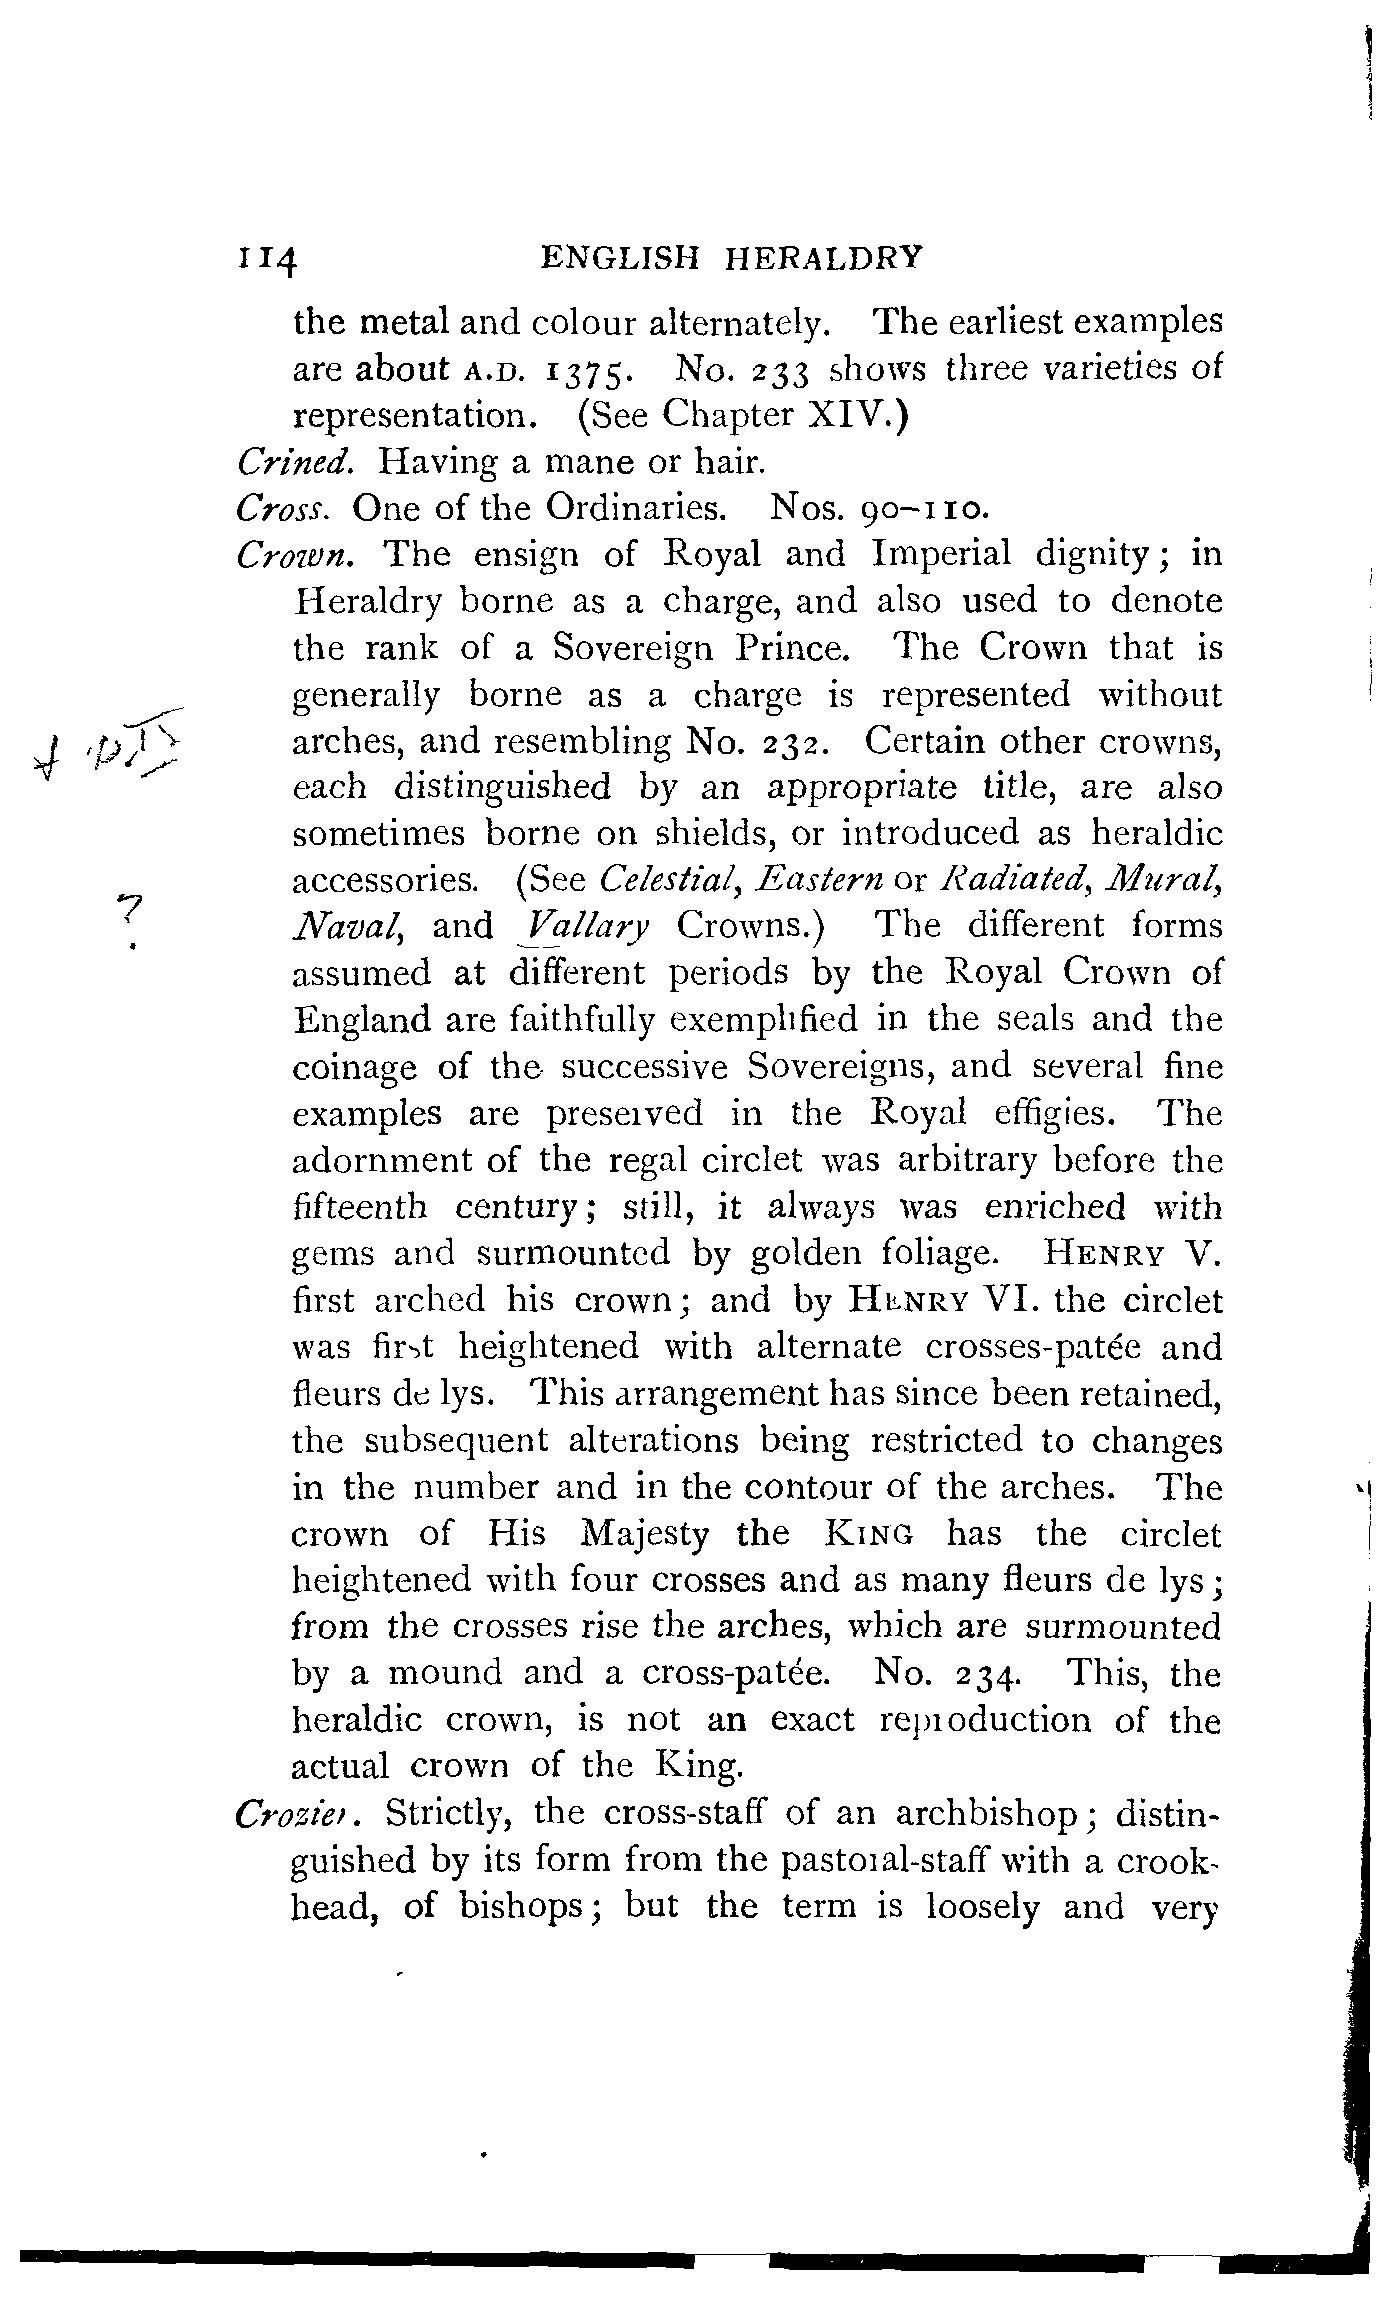 114 ENGLISH HERALDRY
the metal and colour alternately. The earliest examples
are about A.D. 1375. No. 233 shows three varieties of
representation. (See Chapter XIV.)
Crined. Having a mane or hair.
Cross. One of the Ordinaries. Nos. 90–110.
Crown. The ensign of Royal and Imperial dignity; in
Heraldry borne as a charge, and also used to denote
the rank of a Sovereign Prince. The Crown that is
generally borne as a charge is represented without
arches, and resembling No. 232. Certain other crowns,
each distinguished by an appropriate title, are also
sometimes borne on shields, or introduced as heraldic
accessories. (See Celestial, Eastern or Radiated, Mural,
?
Naval, and Vallary Crowns.) The different forms
assumed at different periods by the Royal Crown of
England are faithfully exemplified in the seals and the
coinage of the successive Sovereigns, and several fine
examples are preserved in the Royal effigies. The
adornment of the regal circlet was arbitrary before the
fifteenth century; still, it always was enriched with
gems and surmounted by golden foliage. HENRY V.
first arched his crown; and by HENRY VI. the circlet
was first heightened with alternate crosses-patée and
fleurs de lys. This arrangement has since been retained,
the subsequent alterations being restricted to changes
in the number and in the contour of the arches. The
crown of His Majesty the KING has the circlet
heightened with four crosses and as many fleurs de lys;
from the crosses rise the arches, which are surmounted
by a mound and a cross-patée. No. 234. This, the
heraldic crown, is not an exact reproduction of the
actual crown of the King.
Crozier. Strictly, the cross-staff of an archbishop; distin-
guished by its form from the pastoral-staff with a crook-
head, of bishops; but the term is loosely and very